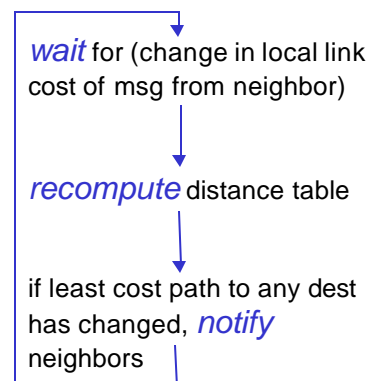 wait for (change in local link
cost of msg from neighbor)
recompute distance table
if least cost path to any dest
has changed, notify
neighbors